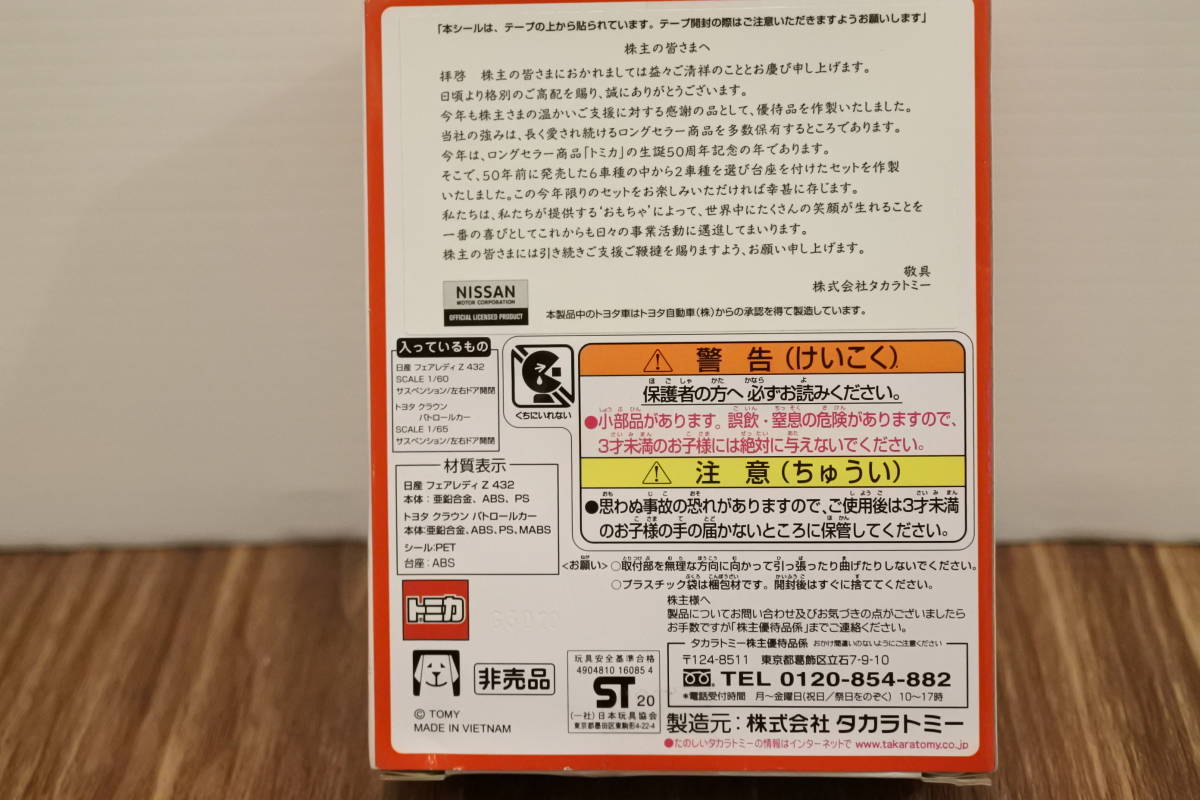 「本シールは、テープの上から貼られています。テープ開封の際はご注意いただきますようお願いします」
株主の皆さまへ
拝啓　株主の皆さまにおかれましては益々ご清祥のこととお慶び申し上げます。
日頃より格別のご高配を賜り、誠にありがとうございます。
今年も株主さまの温かいご支援に対する感謝の品として、優待品を作製いたしました。
当社の強みは、長く愛され続けるロングセラー商品を多数保有するところであります。
今年は、ロングセラー商品「トミカ」の生誕50周年記念の年であります。
そこで、50年前に発売した6車種の中から2車種を選び台座を付けたセットを作製
いたしました。この今年限りのセットをお楽しみいただければ幸甚に存じます。
私たちは、私たちが提供する‘おもちゃ’によって、世界中にたくさんの笑顔が生れることを
一番の喜びとしてこれからも日々の事業活動に邁進してまいります。
株主の皆さまには引き続きご支援ご鞭撻を賜りますよう、お願い申し上げます。
敬具
株式会社タカラトミー
NISSAN
MOTOR CORPORATION
OFFICIAL LICENSED PRODUCT
本製品中のトヨタ車はトヨタ自動車(株)からの承認を得て製造しています。
入っているもの
日産 フェアレディ Z 432
SCALE 1/60
サスペンション/左右ドア開閉
トヨタ クラウン
パトロールカー
SCALE 1/65
サスペンション/左右ドア開閉
くちにいれない
警告(けいこく)
保護者の方へ 必ずお読みください。
●小部品があります。誤飲・窒息の危険がありますので、
3才未満のお子様には絶対に与えないでください。
注意(ちゅうい)
●思わぬ事故の恐れがありますので、ご使用後は3才未満
のお子様の手の届かないところに保管してください。
材質表示
日産 フェアレディ Z 432
本体：亜鉛合金、ABS、PS
トヨタ クラウン パトロールカー
本体:亜鉛合金、ABS、PS、MABS
シール:PET
台座：ABS
<お願い> ○取付部を無理な方向に向かって引っ張ったり曲げたりしないでください。
○プラスチック袋は梱包材です。開封後はすぐに捨ててください。
株主様へ
製品についてお問い合わせ及びお気づきの点がございましたら
お手数ですが「株主優待品係」までご連絡ください。
タカラトミー株主優待品係 おかけ間違いのないようにご注意ください
〒124-8511　東京都葛飾区立石7-9-10
TEL 0120-854-882
*電話受付時間　月～金曜日(祝日/祭日をのぞく) 10～17時
トミカ
非売品
玩具安全基準合格
4904810 16085 4
ST 20
(一社)日本玩具協会
東京都墨田区東駒形4-22-4
© TOMY
MADE IN VIETNAM
製造元：株式会社 タカラトミー
●たのしいタカラトミーの情報はインターネットで www.takaratomy.co.jp